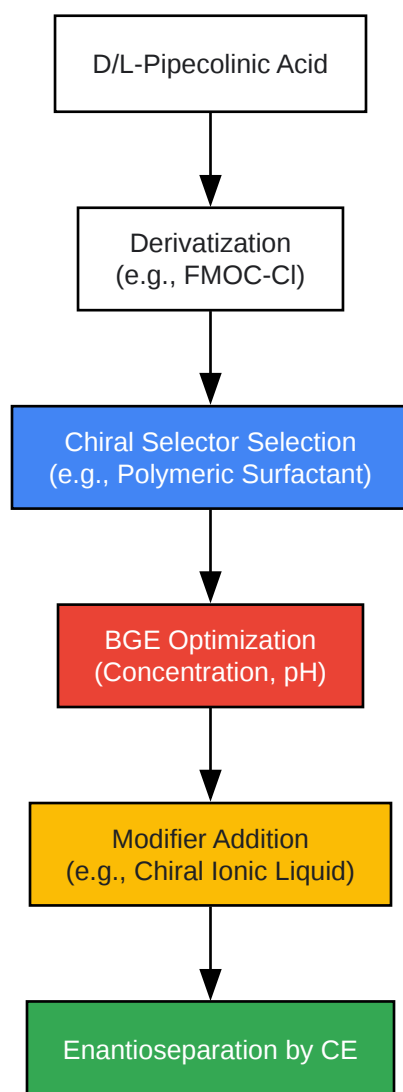 D/L-Pipecolinic Acid
Derivatization
(e.g., FMOC-Cl)
Chiral Selector Selection
(e.g., Polymeric Surfactant)
BGE Optimization
(Concentration, pH)
Modifier Addition
(e.g., Chiral Ionic Liquid)
Enantioseparation by CE